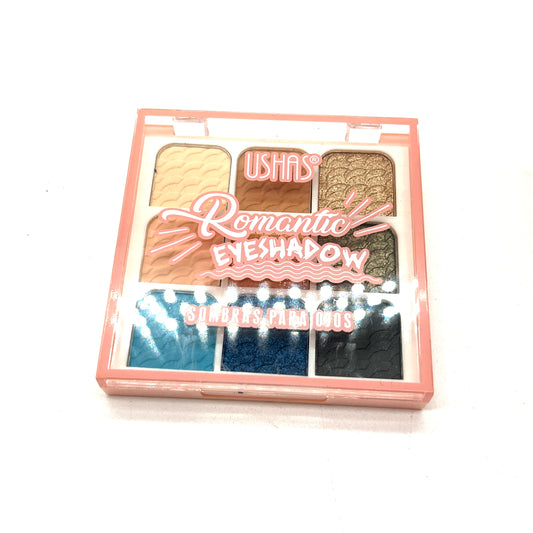 USHAS®
Romantic
EYESHADOW
SOMBRAS PARA OJOS